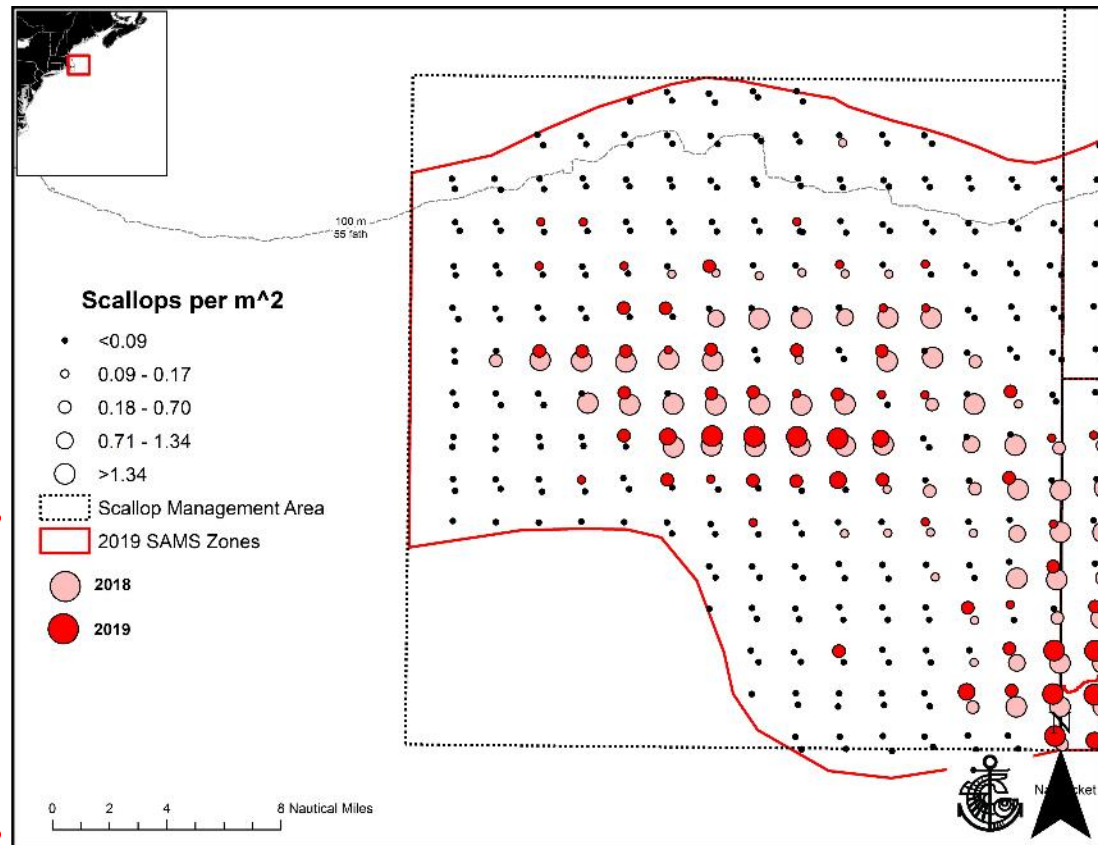 100 m
55 fath
Scallops per m^2
<0.09
0.09 - 0.17
0.18 - 0.70
0.71 - 1.34
>1.34
Scallop Management Area
2019 SAMS Zones
2018
2019
N
0 2 4 8 Nautical Miles